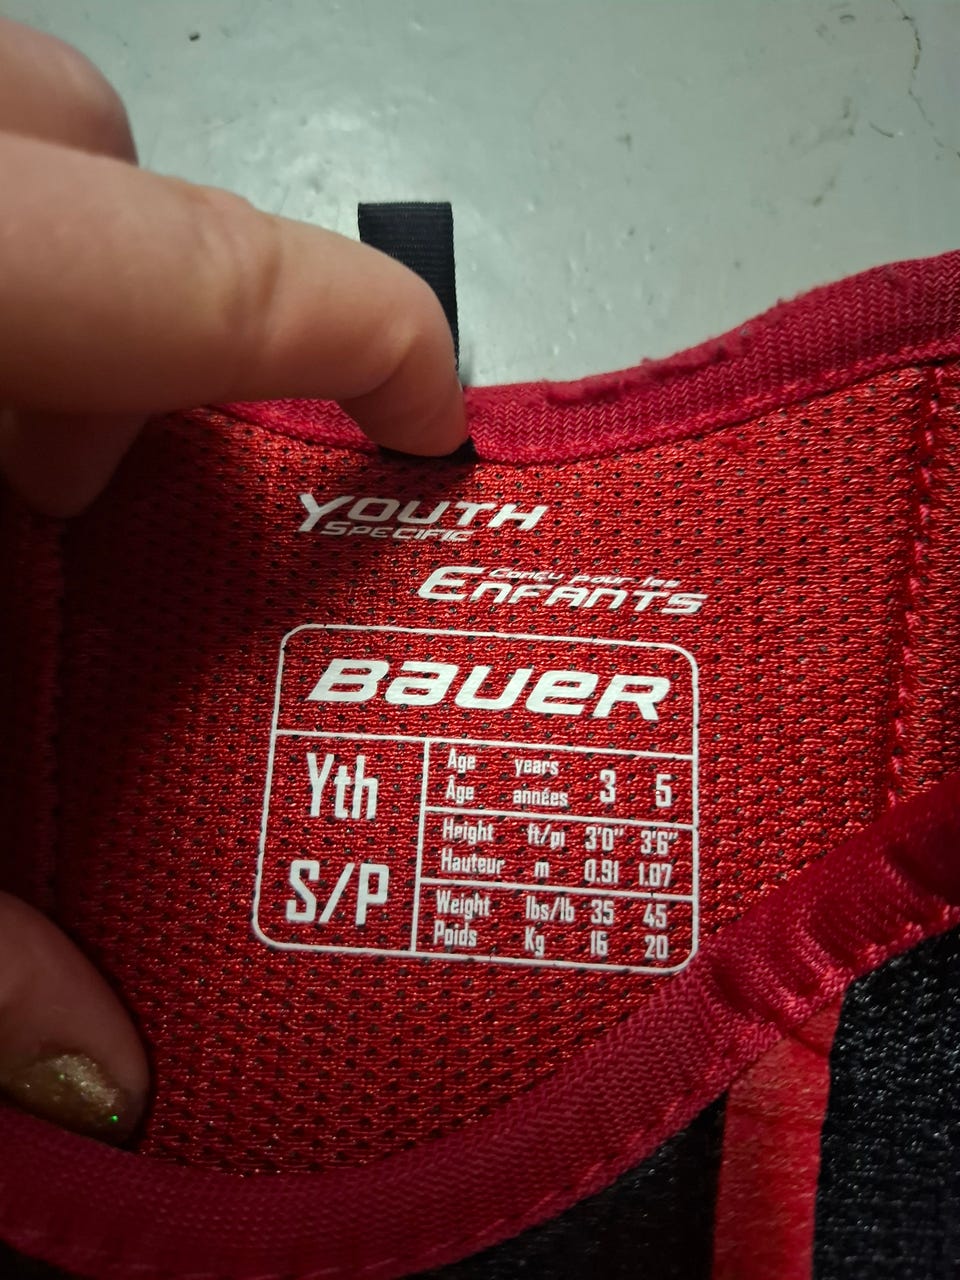 YOUTH
SPECIFIC
Conçu pour les
ENFANTS
BAUER
Yth
S/P
Age years 3 5
Âge années
Height ft/pi 3'0" 3'6"
Hauteur m 0.91 1.07
Weight lbs/lb 35 45
Poids Kg 16 20